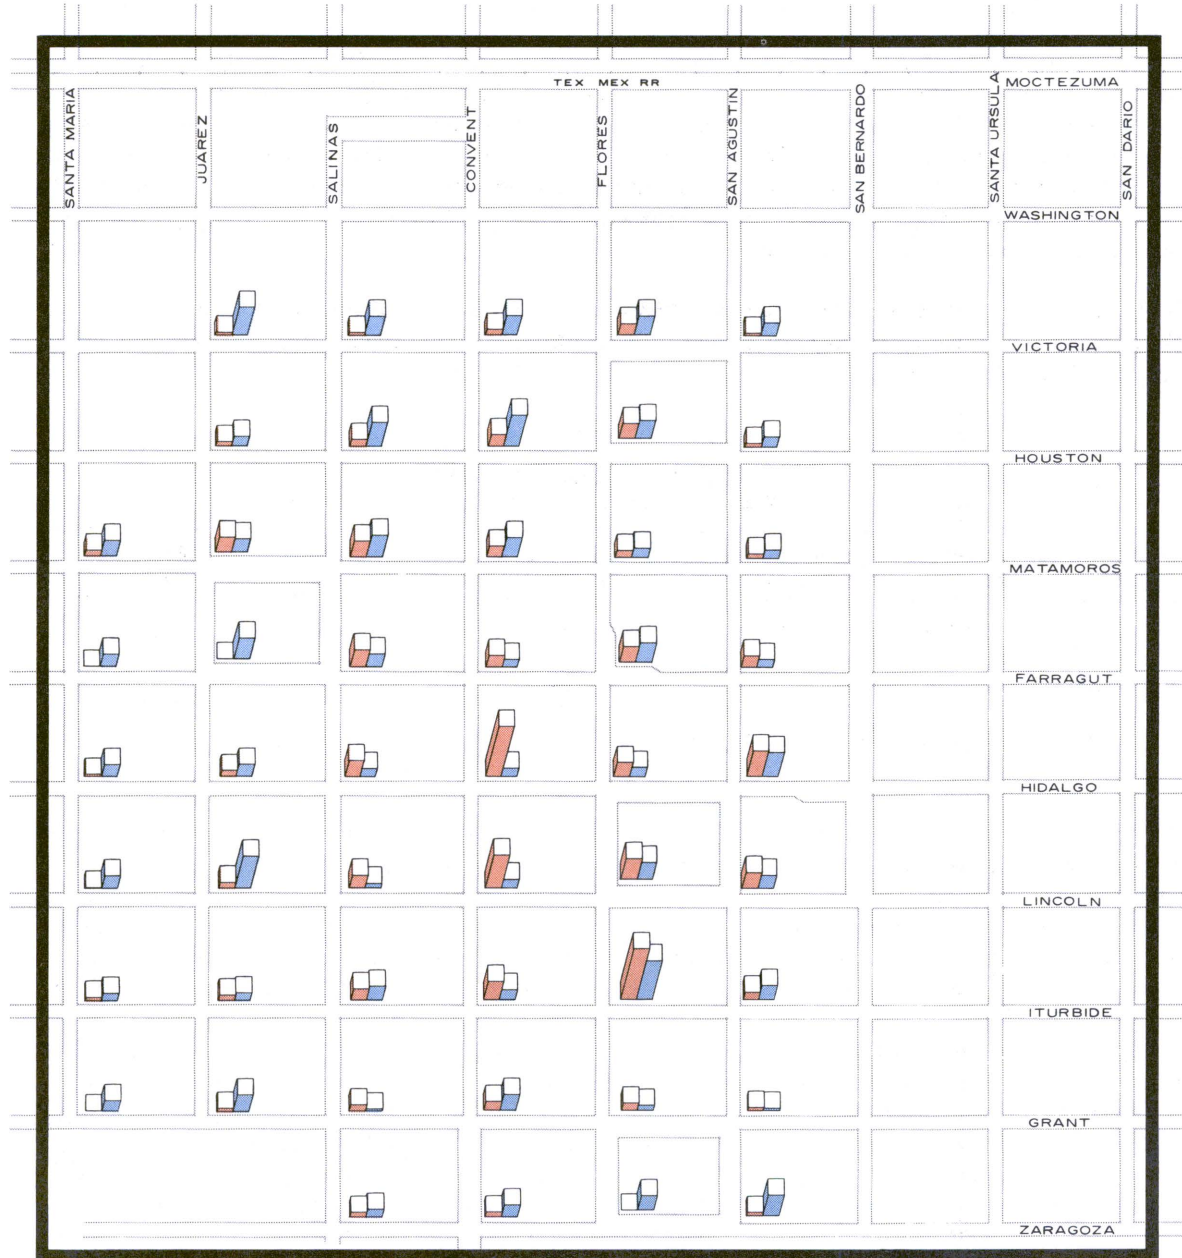 TEX MEX RR
MOCTEZUMA
SANTA MARIA
JUAREZ
SALINAS
CONVENT
FLORES
SAN AGUSTIN
SAN BERNARDO
SANTA URSULA
SAN DARIO
WASHINGTON
VICTORIA
HOUSTON
MATAMOROS
FARRAGUT
HIDALGO
LINCOLN
ITURBIDE
GRANT
ZARAGOZA